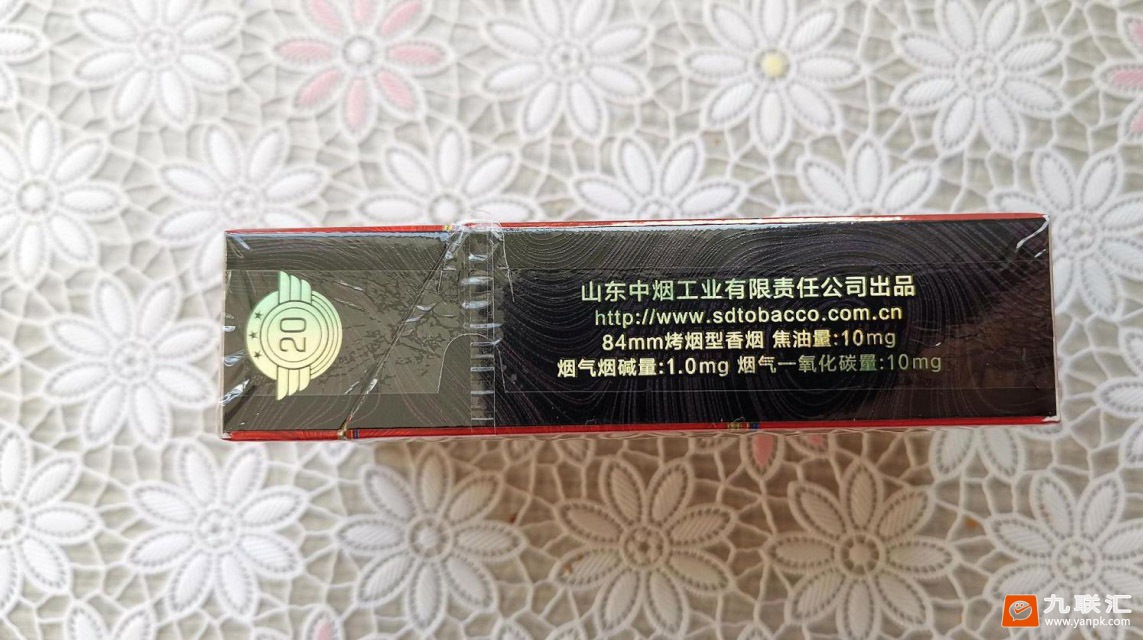 20
山东中烟工业有限责任公司出品
http://www.sdtobacco.com.cn
84mm烤烟型香烟 焦油量:10mg
烟气烟碱量:1.0mg 烟气一氧化碳量:10mg
九联汇
www.yanpk.com